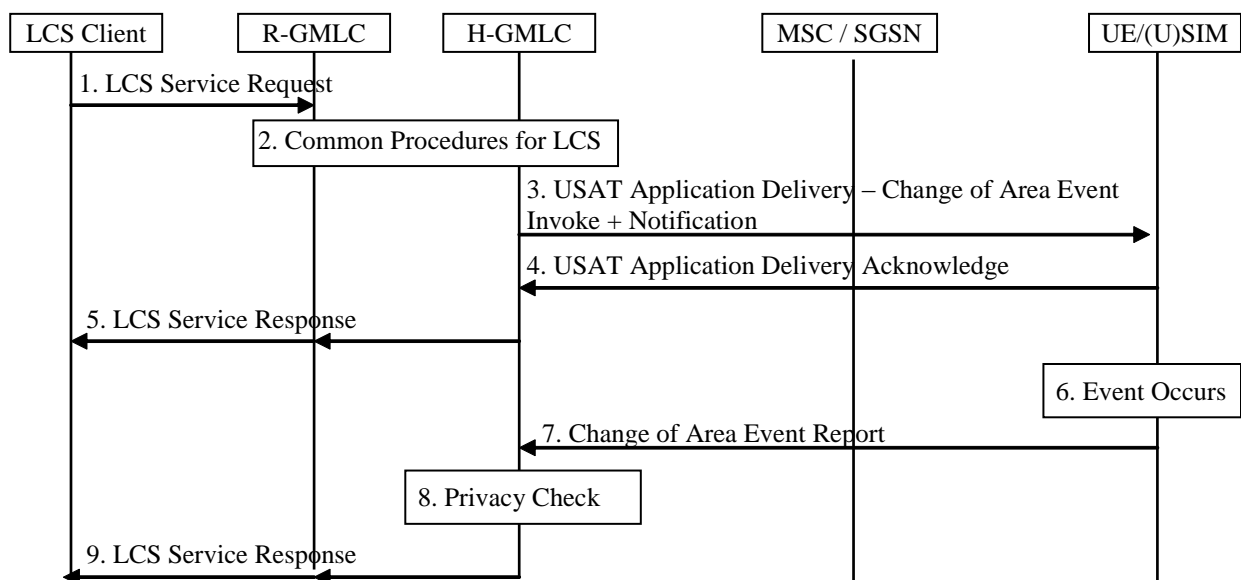 LCS Client
R-GMLC
H-GMLC
MSC / SGSN
UE/(U)SIM
1. LCS Service Request
2. Common Procedures for LCS
3. USAT Application Delivery – Change of Area Event
Invoke + Notification
4. USAT Application Delivery Acknowledge
5. LCS Service Response
6. Event Occurs
7. Change of Area Event Report
8. Privacy Check
9. LCS Service Response